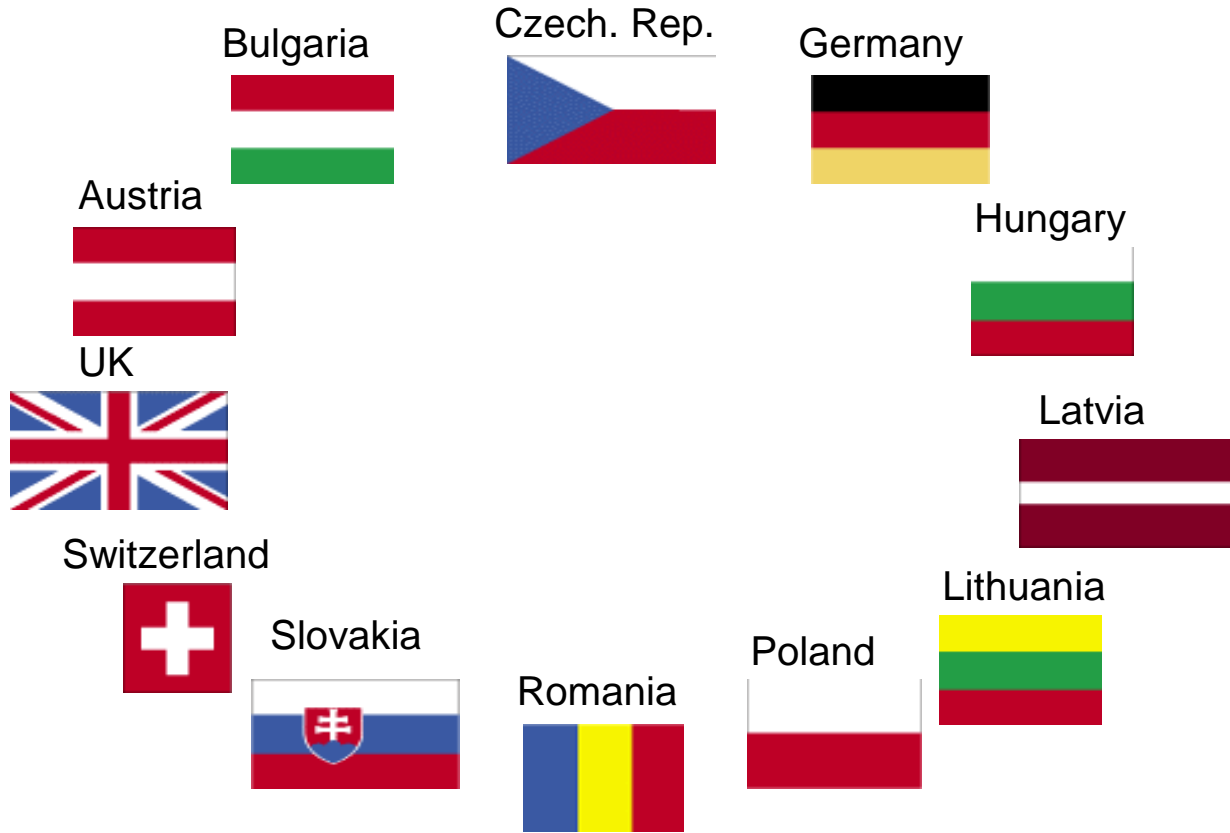 Czech. Rep.
Bulgaria
Germany
Austria
Hungary
UK
Latvia
Switzerland
Lithuania
Slovakia
Poland
Romania